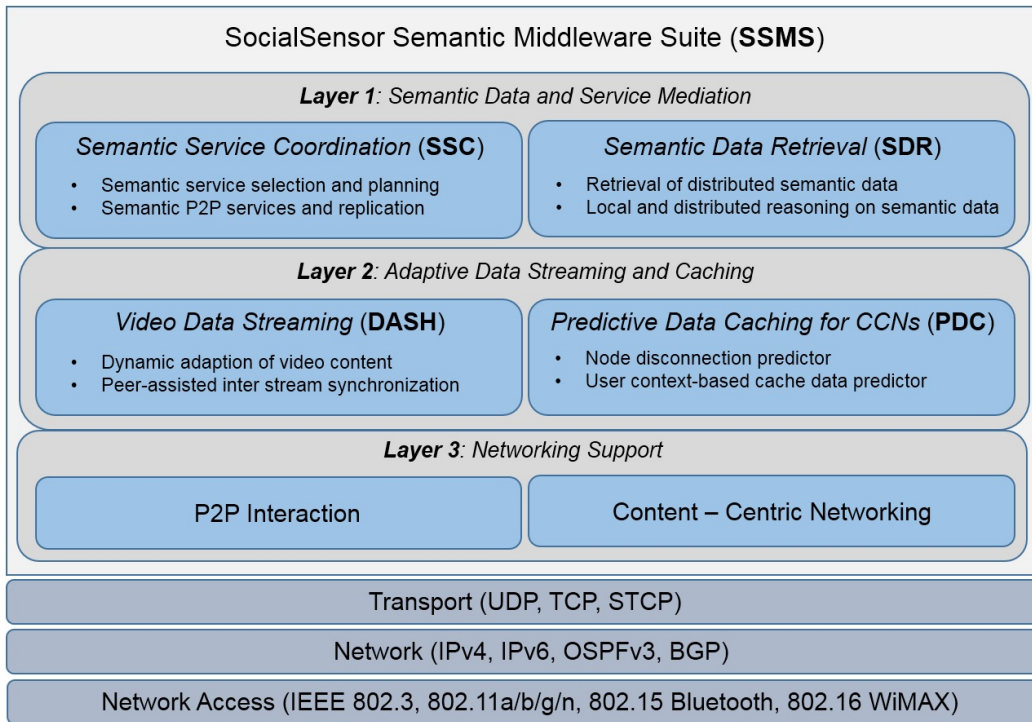 SocialSensor Semantic Middleware Suite (SSMS)
Layer 1: Semantic Data and Service Mediation
Semantic Service Coordination (SSC)
• Semantic service selection and planning
• Semantic P2P services and replication
Semantic Data Retrieval (SDR)
• Retrieval of distributed semantic data
• Local and distributed reasoning on semantic data
Layer 2: Adaptive Data Streaming and Caching
Video Data Streaming (DASH)
• Dynamic adaption of video content
• Peer-assisted inter stream synchronization
Predictive Data Caching for CCNs (PDC)
• Node disconnection predictor
• User context-based cache data predictor
Layer 3: Networking Support
P2P Interaction
Content – Centric Networking
Transport (UDP, TCP, STCP)
Network (IPv4, IPv6, OSPFv3, BGP)
Network Access (IEEE 802.3, 802.11a/b/g/n, 802.15 Bluetooth, 802.16 WiMAX)